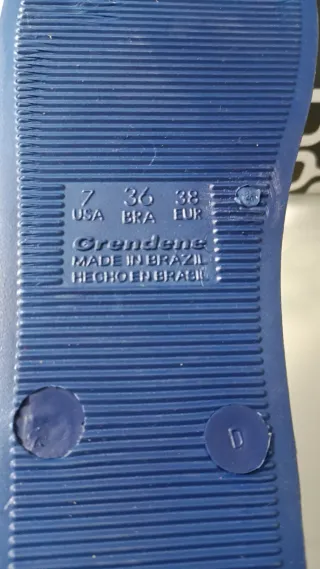 7 36 38
USA BRA EUR
Grendene
MADE IN BRAZIL
HECHO EN BRASIL
D